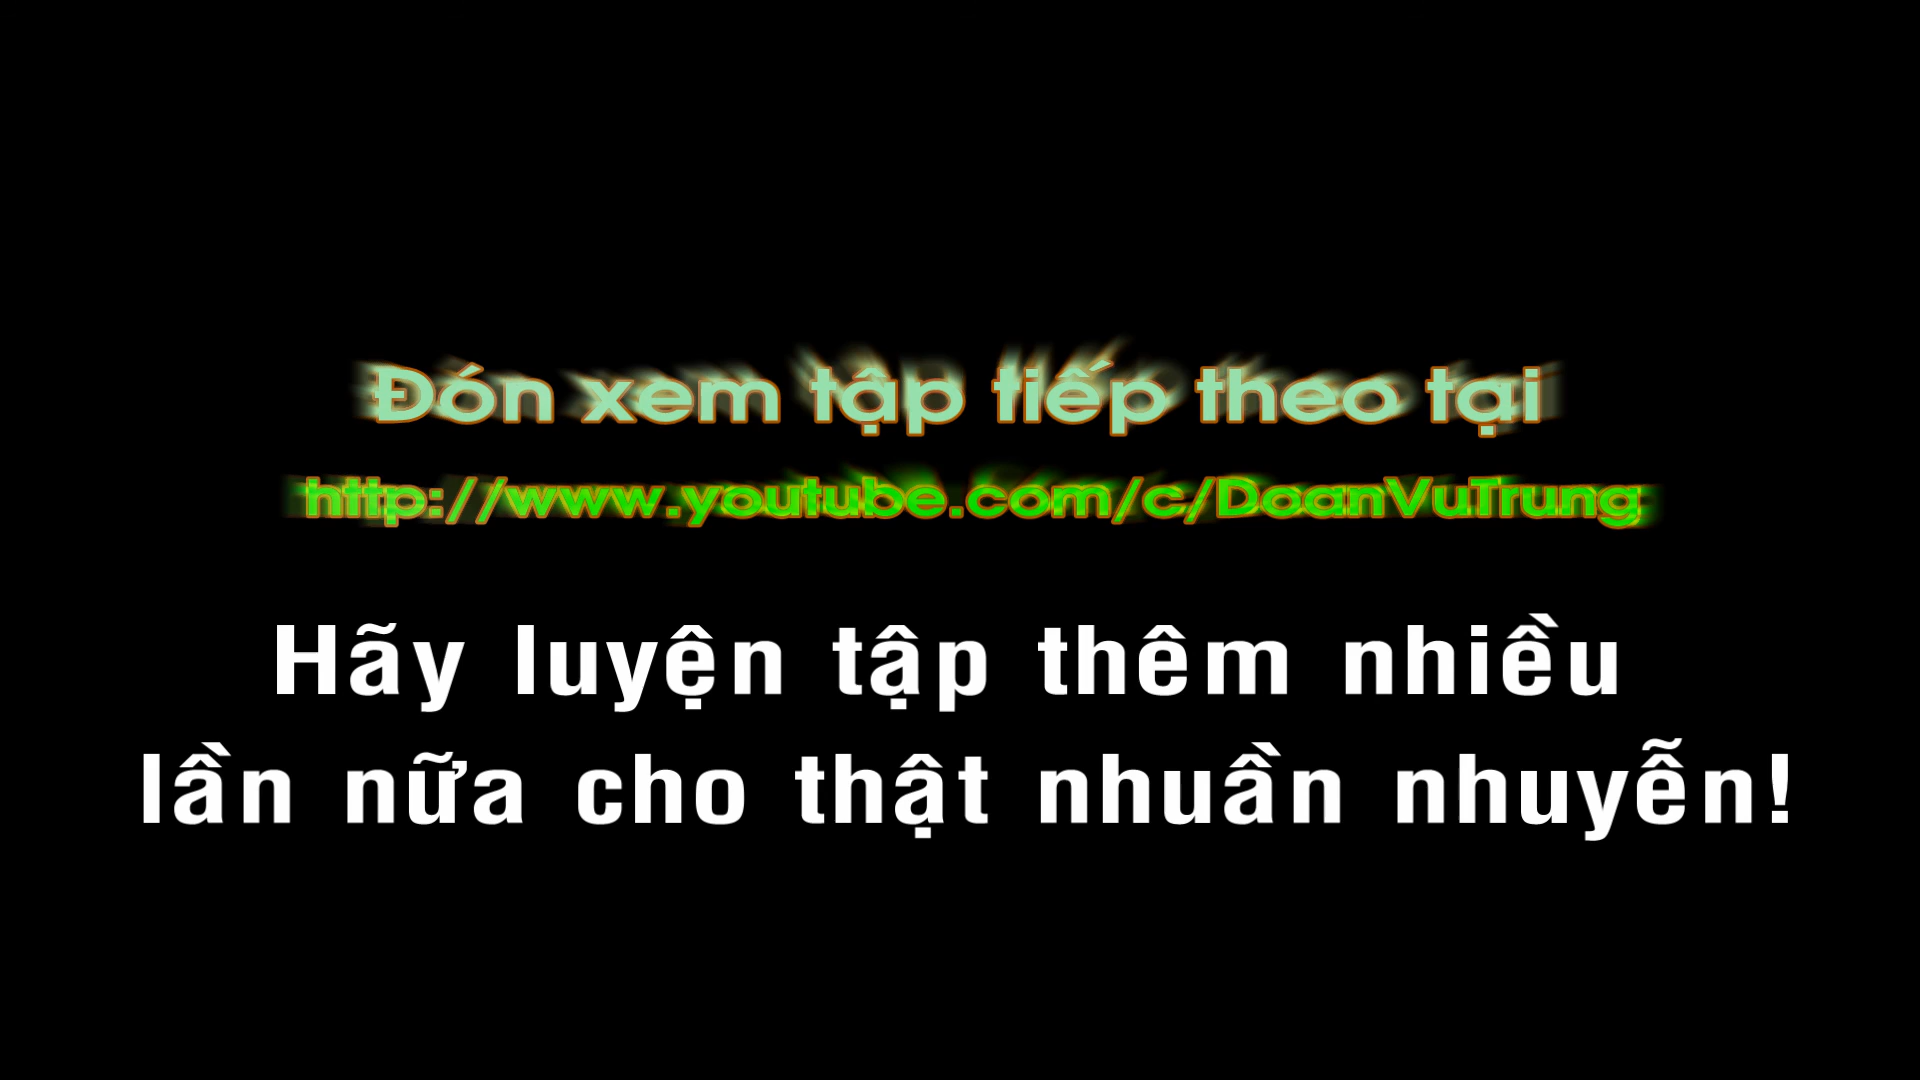 Đón xem tập tiếp theo tại
http://www.youtube.com/c/DoanVuTrung
Hãy luyện tập thêm nhiều
lần nữa cho thật nhuần nhuyễn!